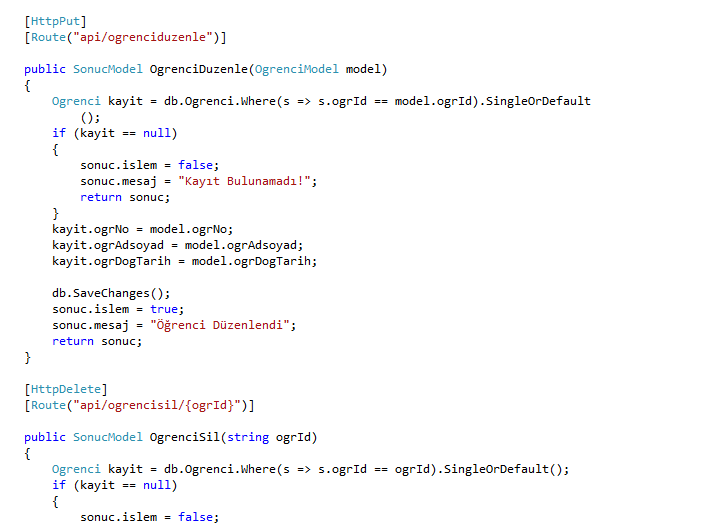 [HttpPut]
[Route("api/ogrenciduzenle")]
public SonucModel OgrenciDuzenle(OgrenciModel model)
{
Ogrenci kayit = db.Ogrenci.Where(s => s.ogrId == model.ogrId).SingleOrDefault
();
if (kayit == null)
{
sonuc.islem = false;
sonuc.mesaj = "Kayıt Bulunamadı!";
return sonuc;
}
kayit.ogrNo = model.ogrNo;
kayit.ogrAdsoyad = model.ogrAdsoyad;
kayit.ogrDogTarih = model.ogrDogTarih;
db.SaveChanges();
sonuc.islem = true;
sonuc.mesaj = "Öğrenci Düzenlendi";
return sonuc;
}
[HttpDelete]
[Route("api/ogrencisil/{ogrId}")]
public SonucModel OgrenciSil(string ogrId)
{
Ogrenci kayit = db.Ogrenci.Where(s => s.ogrId == ogrId).SingleOrDefault();
if (kayit == null)
{
sonuc.islem = false;